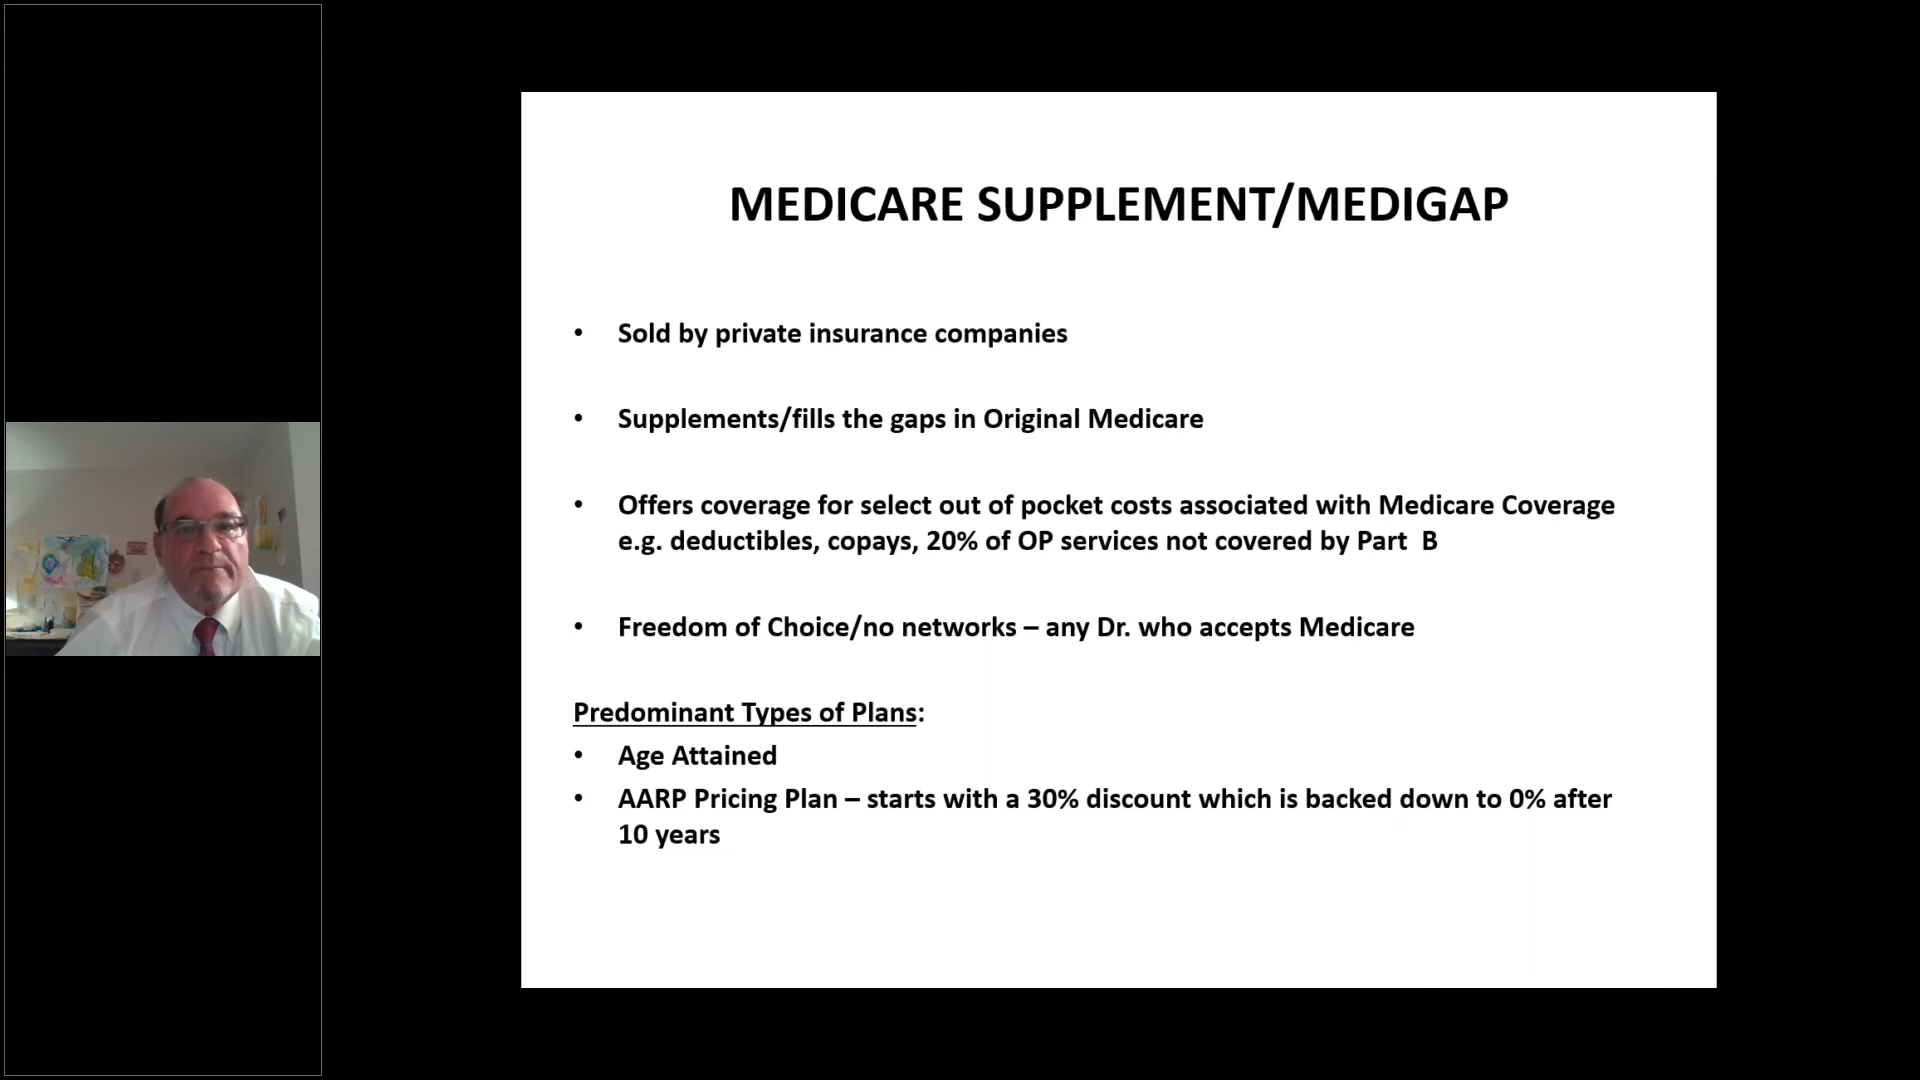 MEDICARE SUPPLEMENT/MEDIGAP
• Sold by private insurance companies
• Supplements/fills the gaps in Original Medicare
• Offers coverage for select out of pocket costs associated with Medicare Coverage
e.g. deductibles, copays, 20% of OP services not covered by Part  B
• Freedom of Choice/no networks – any Dr. who accepts Medicare
Predominant Types of Plans:
• Age Attained
• AARP Pricing Plan – starts with a 30% discount which is backed down to 0% after
10 years